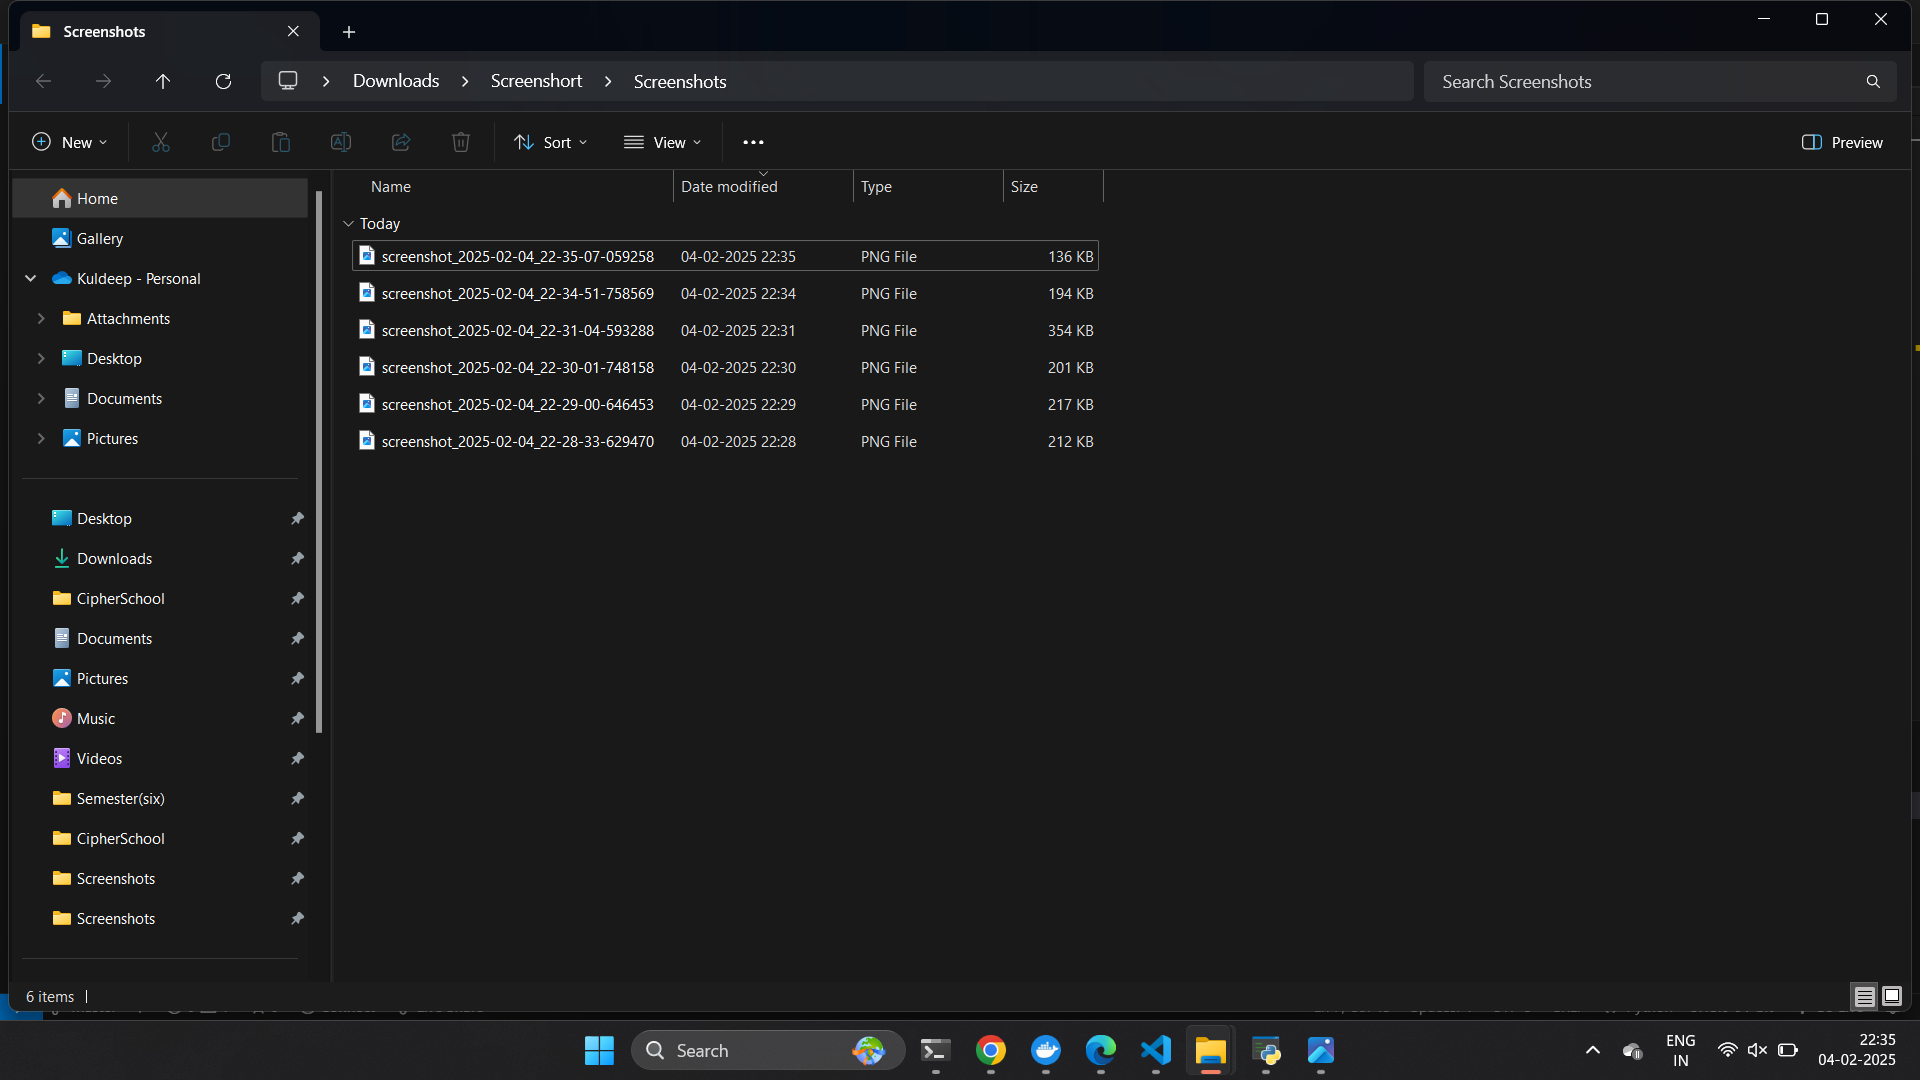 Screenshots
Downloads
Screenshort
Screenshots
Search Screenshots
New
Sort
View
Preview
Home
Gallery
Kuldeep - Personal
Attachments
Desktop
Documents
Pictures
Desktop
Downloads
CipherSchool
Documents
Pictures
Music
Videos
Semester(six)
CipherSchool
Screenshots
Screenshots
Name Date modified Type Size
Today
screenshot_2025-02-04_22-35-07-059258 04-02-2025 22:35 PNG File 136 KB
screenshot_2025-02-04_22-34-51-758569 04-02-2025 22:34 PNG File 194 KB
screenshot_2025-02-04_22-31-04-593288 04-02-2025 22:31 PNG File 354 KB
screenshot_2025-02-04_22-30-01-748158 04-02-2025 22:30 PNG File 201 KB
screenshot_2025-02-04_22-29-00-646453 04-02-2025 22:29 PNG File 217 KB
screenshot_2025-02-04_22-28-33-629470 04-02-2025 22:28 PNG File 212 KB
6 items
Search
ENG
IN
22:35
04-02-2025